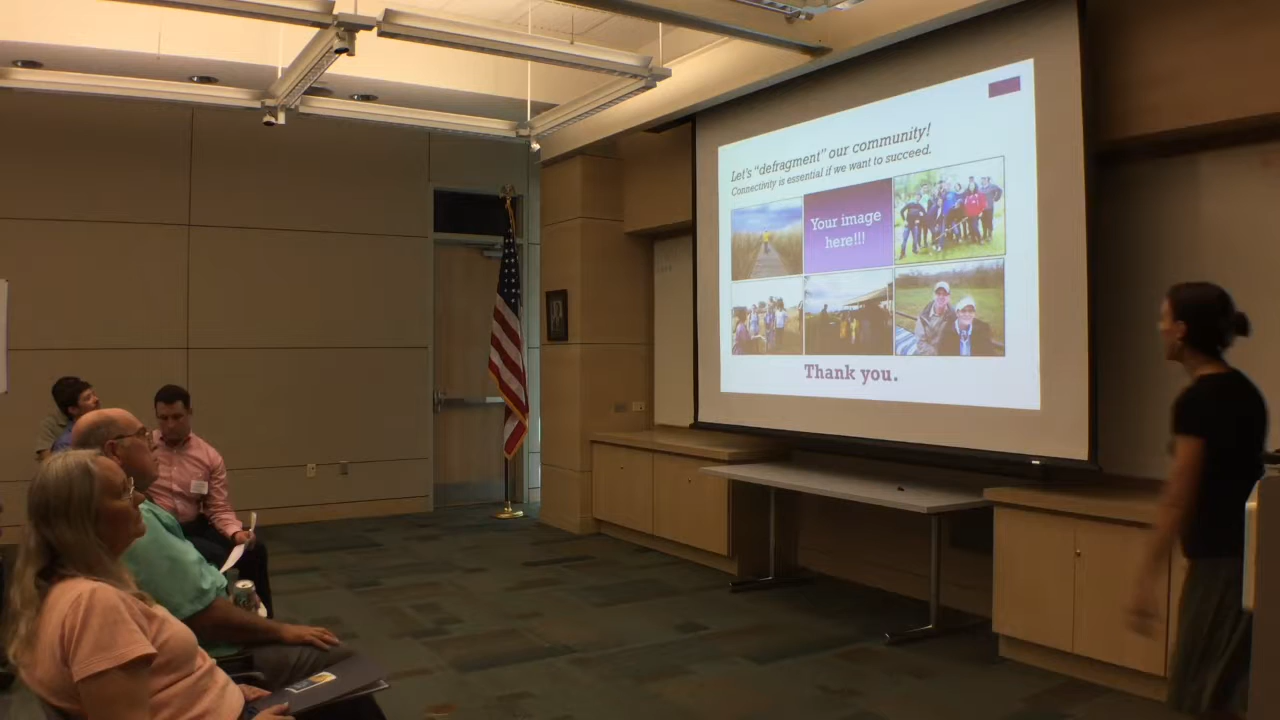 Let's "defragment" our community!
Connectivity is essential if we want to succeed.
Your image
here!!!
Thank you.